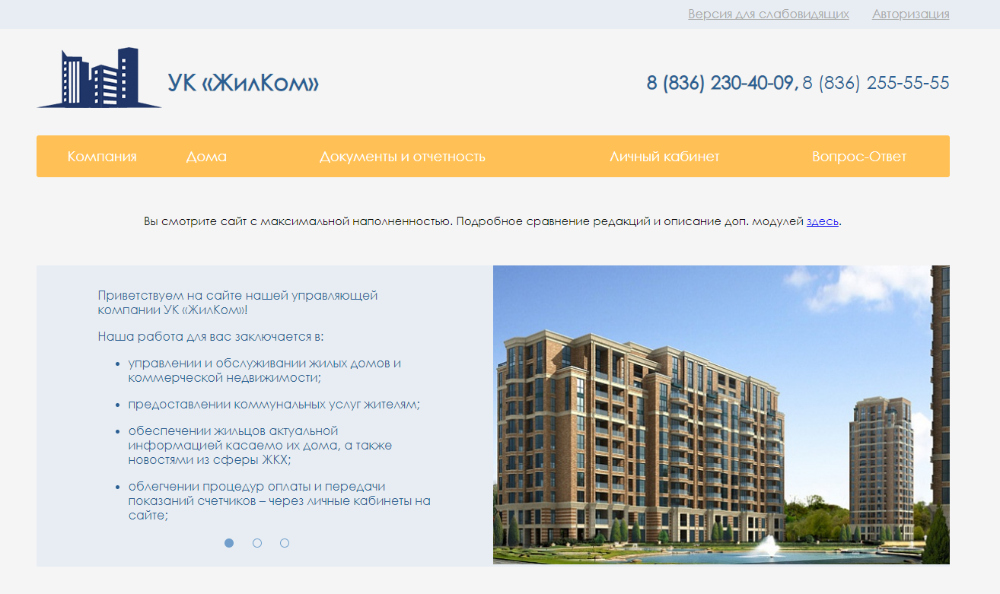 Версия для слабовидящих Авторизация
УК «ЖилКом»
8 (836) 230-40-09, 8 (836) 255-55-55
Компания Дома Документы и отчетность Личный кабинет Вопрос-Ответ
Вы смотрите сайт с максимальной наполненностью. Подробное сравнение редакций и описание доп. модулей здесь.
Приветствуем на сайте нашей управляющей
компании УК «ЖилКом»!
Наша работа для вас заключается в:
управлении и обслуживании жилых домов и
коммерческой недвижимости;
предоставлении коммунальных услуг жителям;
обеспечении жильцов актуальной
информацией касаемо их дома, а также
новостями из сферы ЖКХ;
облегчении процедур оплаты и передачи
показаний счетчиков – через личные кабинеты на
сайте;